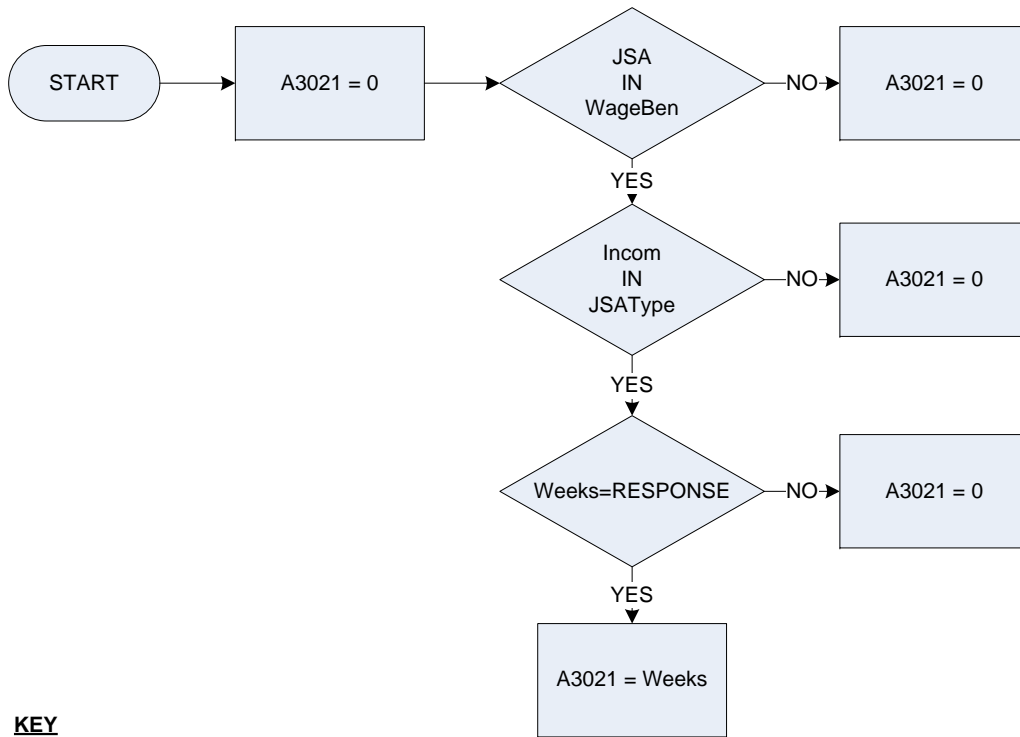 START
A3021 = 0
JSA
IN
WageBen
NO
A3021 = 0
YES
Incom
IN
JSAType
NO
A3021 = 0
YES
Weeks=RESPONSE
NO
A3021 = 0
YES
A3021 = Weeks
KEY